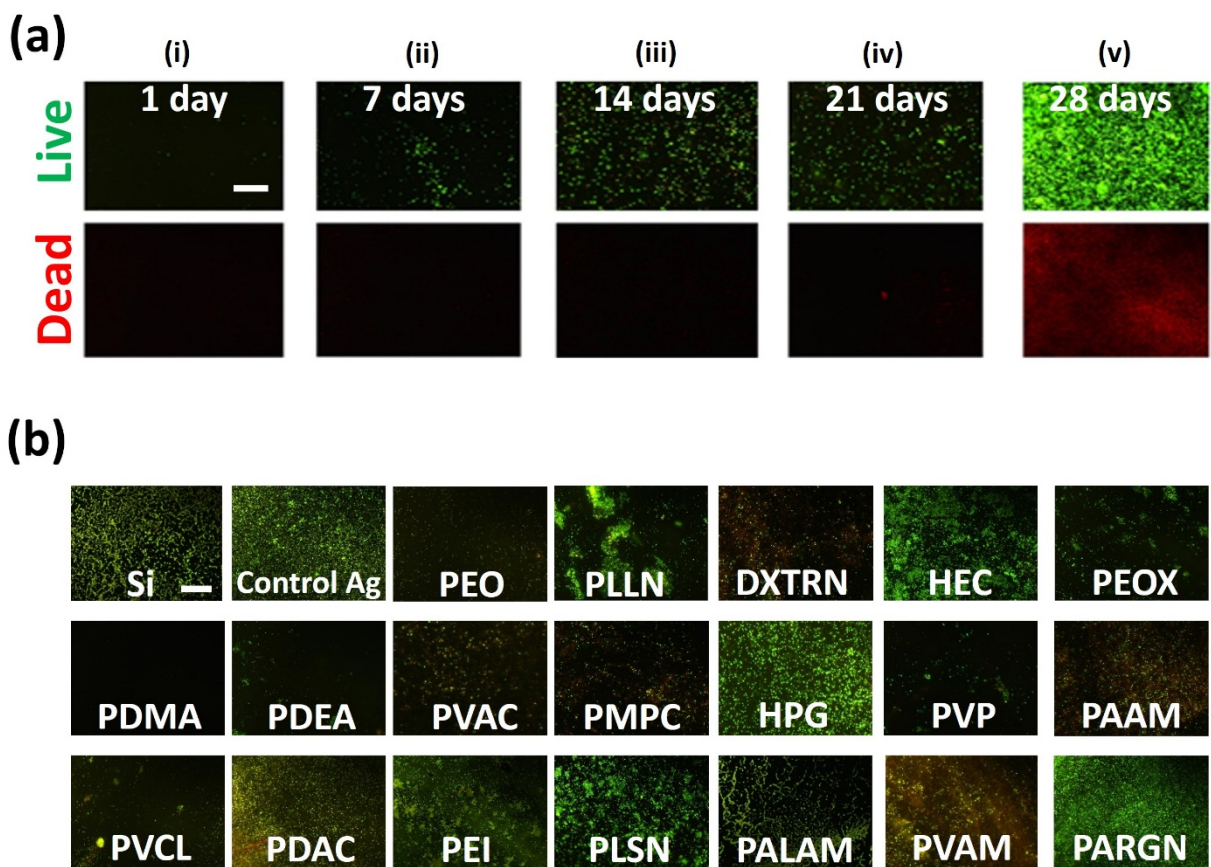 (a)
(i) (ii) (iii) (iv) (v)
Live
1 day 7 days 14 days 21 days 28 days
Dead
(b)
Si Control Ag PEO PLLN DXTRN HEC PEOX
PDMA PDEA PVAC PMPC HPG PVP PAAM
PVCL PDAC PEI PLSN PALAM PVAM PARGN